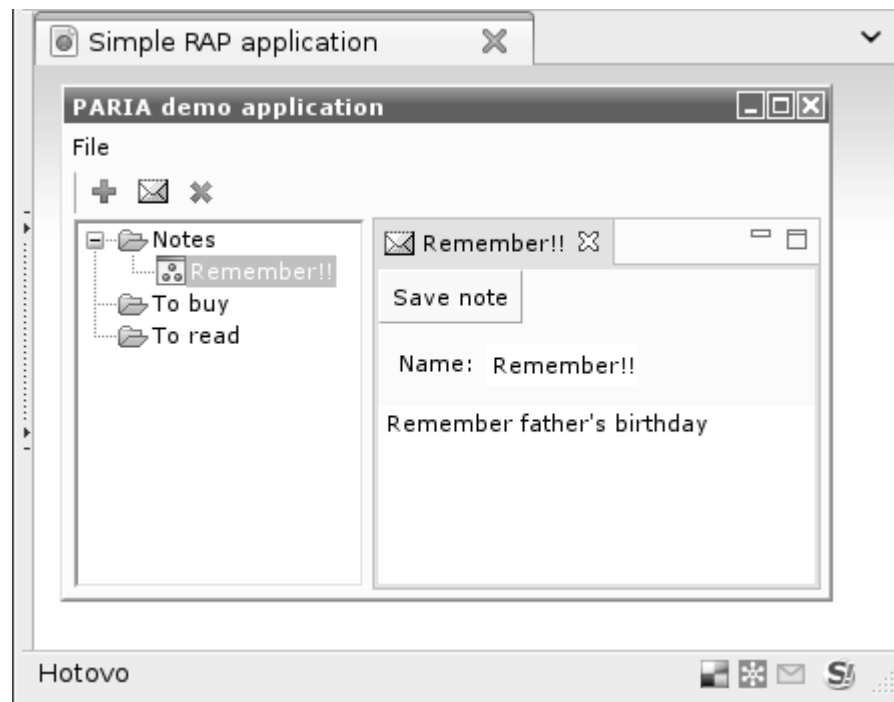 Simple RAP application
PARIA demo application
File
Notes
Remember!!
To buy
To read
Remember!!
Save note
Name: Remember!!
Remember father's birthday
Hotovo
S!